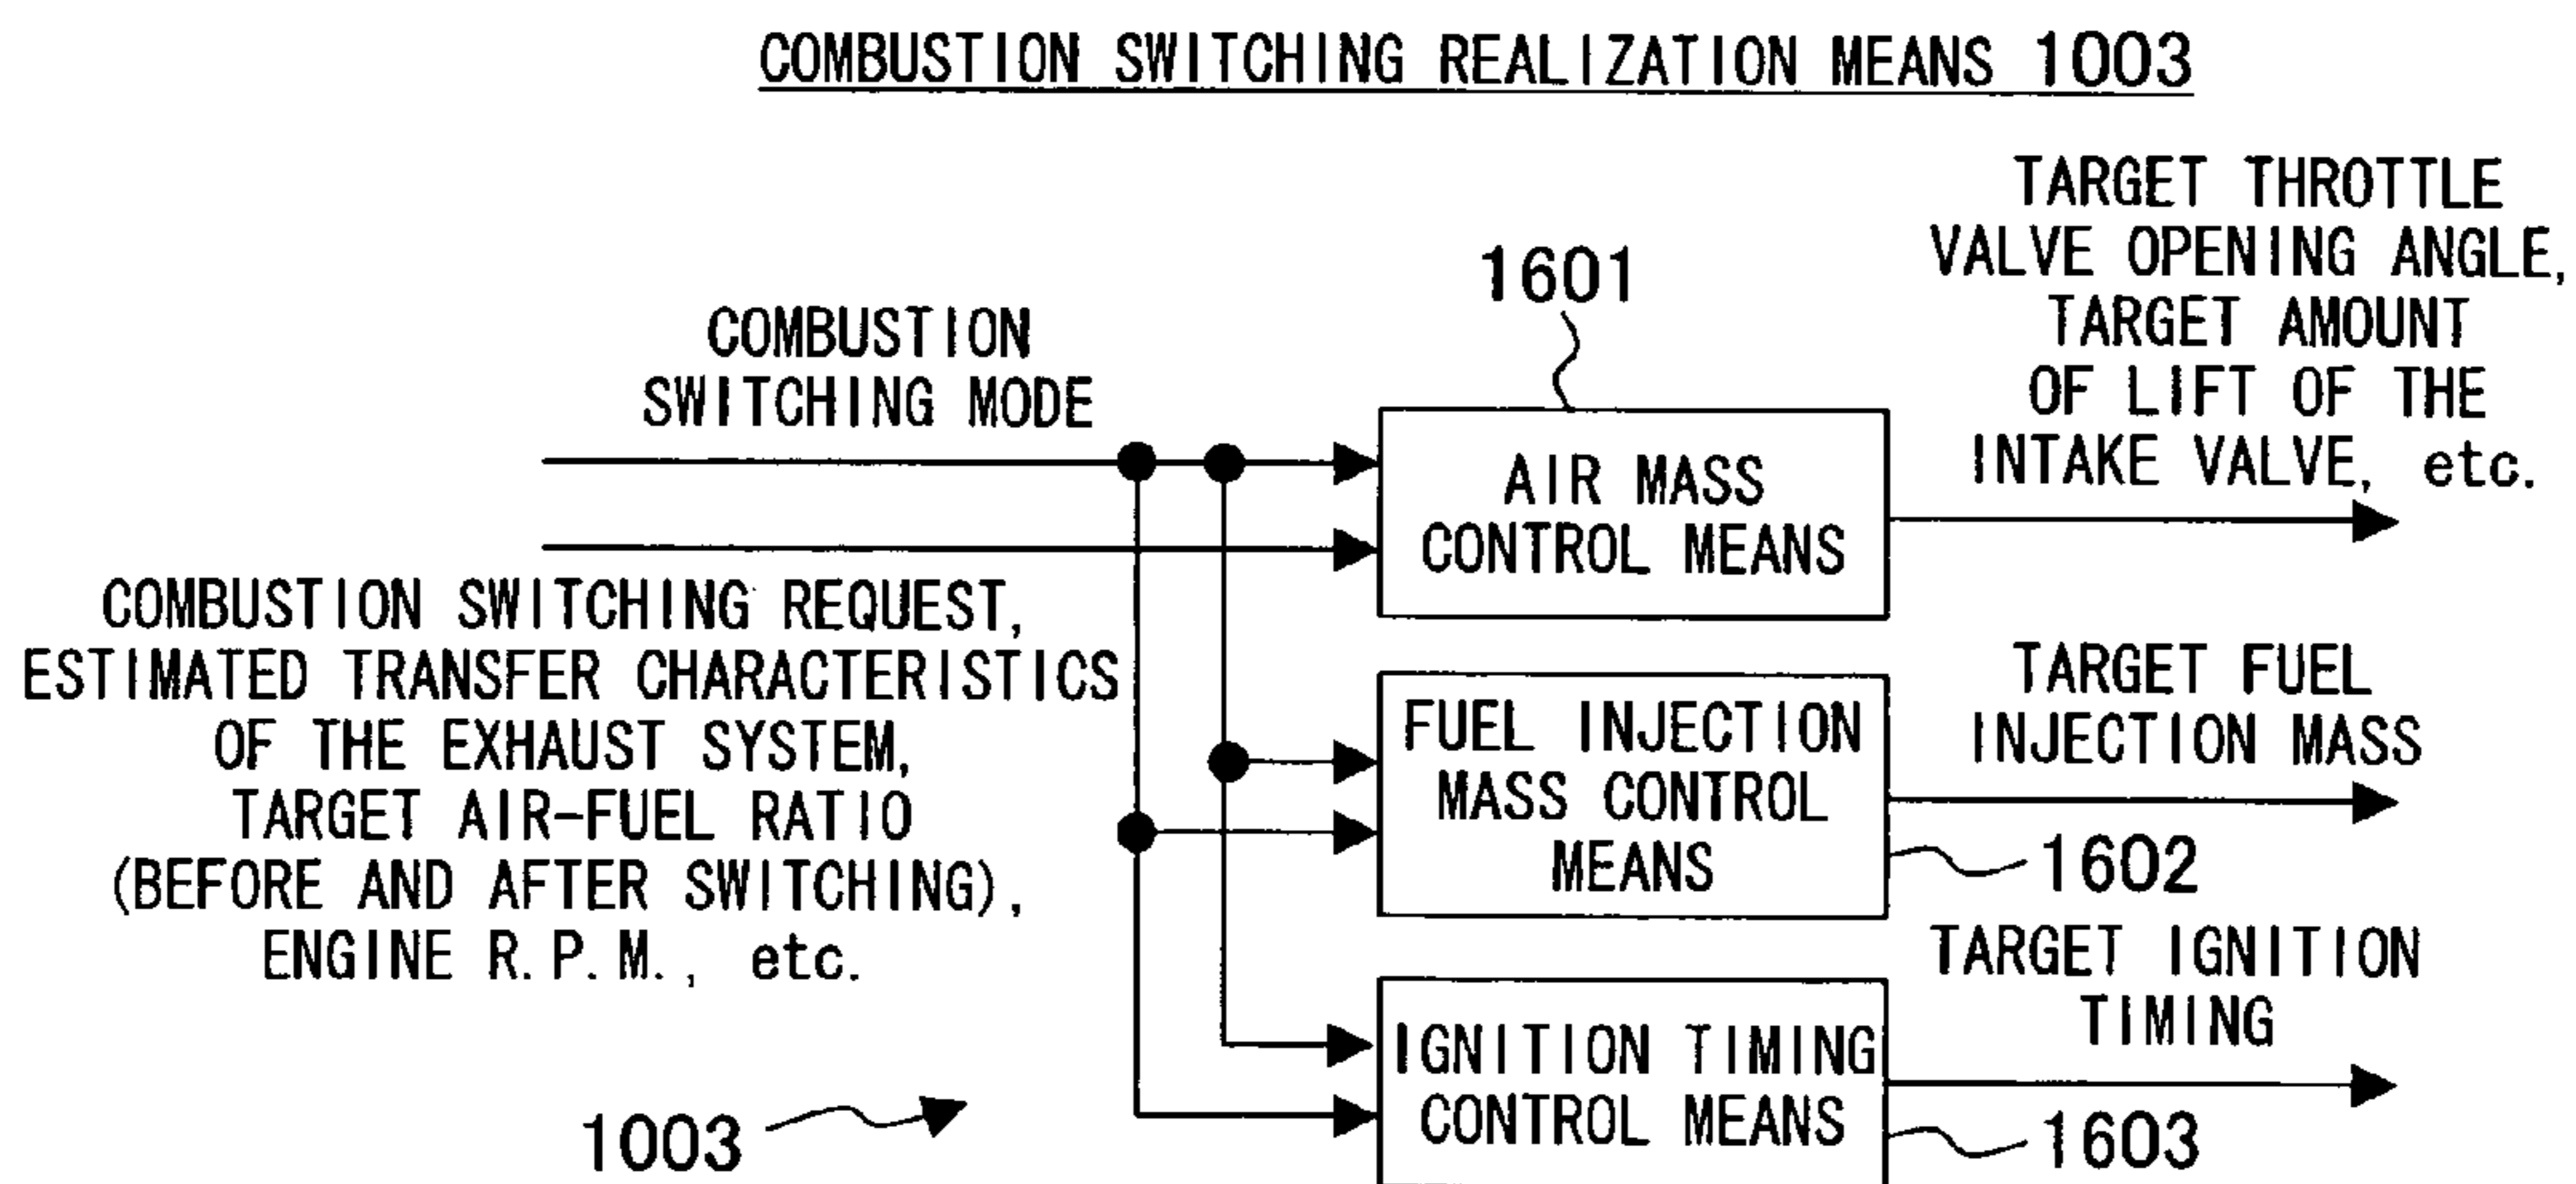 COMBUSTION SWITCHING REALIZATION MEANS 1003
TARGET THROTTLE
VALVE OPENING ANGLE,
TARGET AMOUNT
OF LIFT OF THE
INTAKE VALVE, etc.
1601
COMBUSTION
SWITCHING MODE
AIR MASS
CONTROL MEANS
COMBUSTION SWITCHING REQUEST,
ESTIMATED TRANSFER CHARACTERISTICS
OF THE EXHAUST SYSTEM,
TARGET AIR-FUEL RATIO
(BEFORE AND AFTER SWITCHING),
ENGINE R.P.M., etc.
FUEL INJECTION
MASS CONTROL
MEANS
TARGET FUEL
INJECTION MASS
1602
TARGET IGNITION
TIMING
IGNITION TIMING
CONTROL MEANS
1003
1603